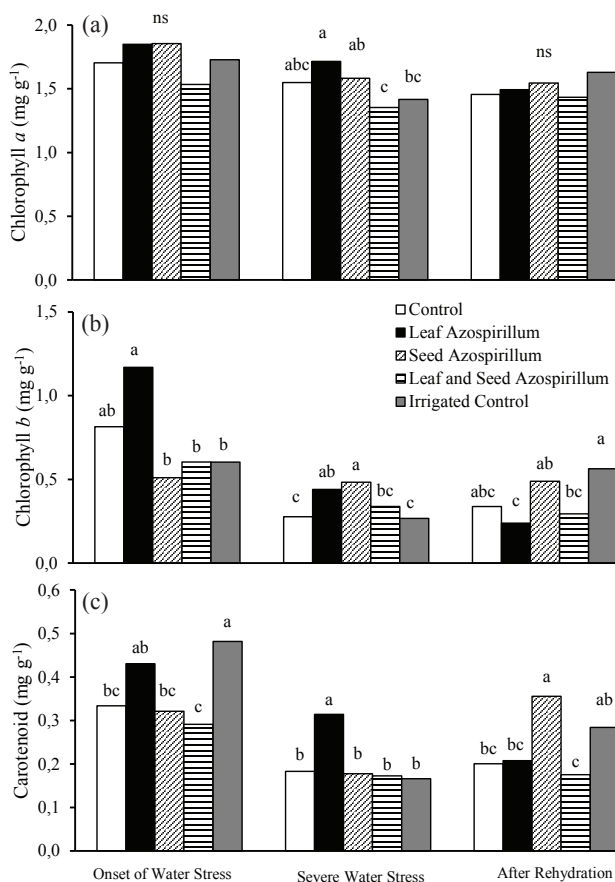 (a)
ns
a
ab
abc
bc
c
ns
2,0
1,5
1,0
0,5
0,0
Chlorophyll a (mg g-1)
(b)
Control
Leaf Azospirillum
Seed Azospirillum
Leaf and Seed Azospirillum
Irrigated Control
ab
a
b
b
b
c
ab
a
bc
c
abc
c
ab
bc
a
1,5
1,0
0,5
0,0
Chlorophyll b (mg g-1)
(c)
bc
ab
bc
c
a
b
a
b
b
b
bc
bc
a
c
ab
0,6
0,5
0,4
0,3
0,2
0,1
0,0
Carotenoid (mg g-1)
Onset of Water Stress
Severe Water Stress
After Rehydration